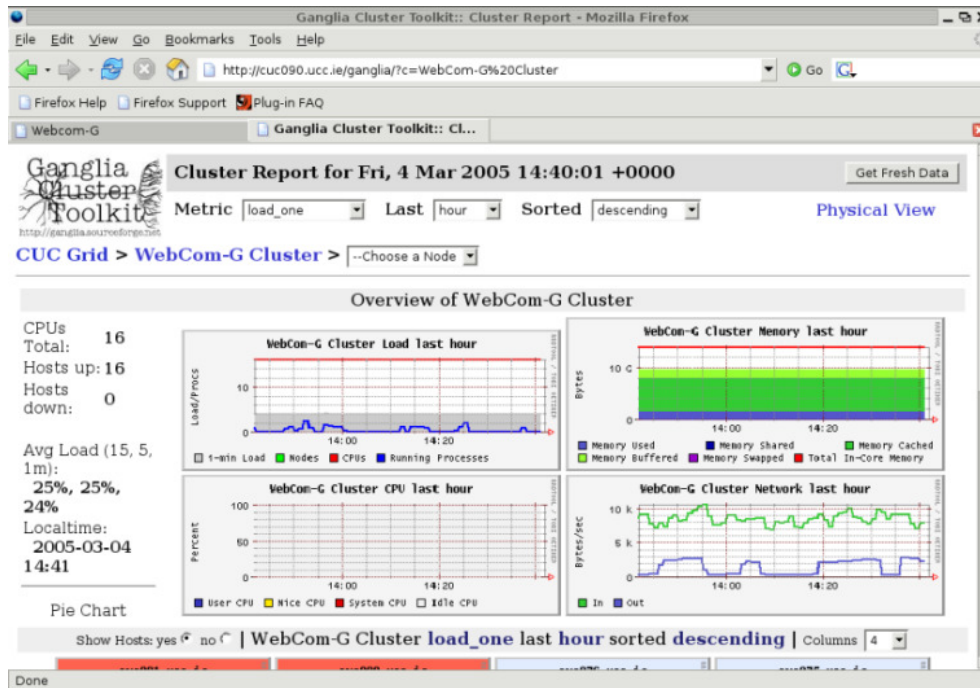 Ganglia Cluster Toolkit:: Cluster Report - Mozilla Firefox
File Edit View Go Bookmarks Tools Help
http://cuc090.ucc.ie/ganglia/?c=WebCom-G%20Cluster
Go
G
Firefox Help Firefox Support Plug-in FAQ
Webcom-G
Ganglia Cluster Toolkit:: Cl...
Ganglia
Cluster
Toolkit
http://ganglia.sourceforge.net
Cluster Report for Fri, 4 Mar 2005 14:40:01 +0000
Get Fresh Data
Metric load_one Last hour Sorted descending
Physical View
CUC Grid > WebCom-G Cluster > --Choose a Node
Overview of WebCom-G Cluster
CPUs
Total: 16
Hosts up: 16
Hosts
down: 0
Avg Load (15, 5,
1m):
25%, 25%,
24%
Localtime:
2005-03-04
14:41
Pie Chart
WebCom-G Cluster Load last hour
Load/Procs
10
0
14:00 14:20
1-min Load Nodes CPUs Running Processes
WebCom-G Cluster Memory last hour
Bytes
10 G
0
14:00 14:20
Memory Used Memory Shared Memory Cached
Memory Buffered Memory Swapped Total In-Core Memory
WebCom-G Cluster CPU last hour
Percent
100
50
0
14:00 14:20
User CPU Nice CPU System CPU Idle CPU
WebCom-G Cluster Network last hour
Bytes/sec
10 k
5 k
0
14:00 14:20
In Out
Show Hosts: yes no | WebCom-G Cluster load_one last hour sorted descending | Columns 4
Done